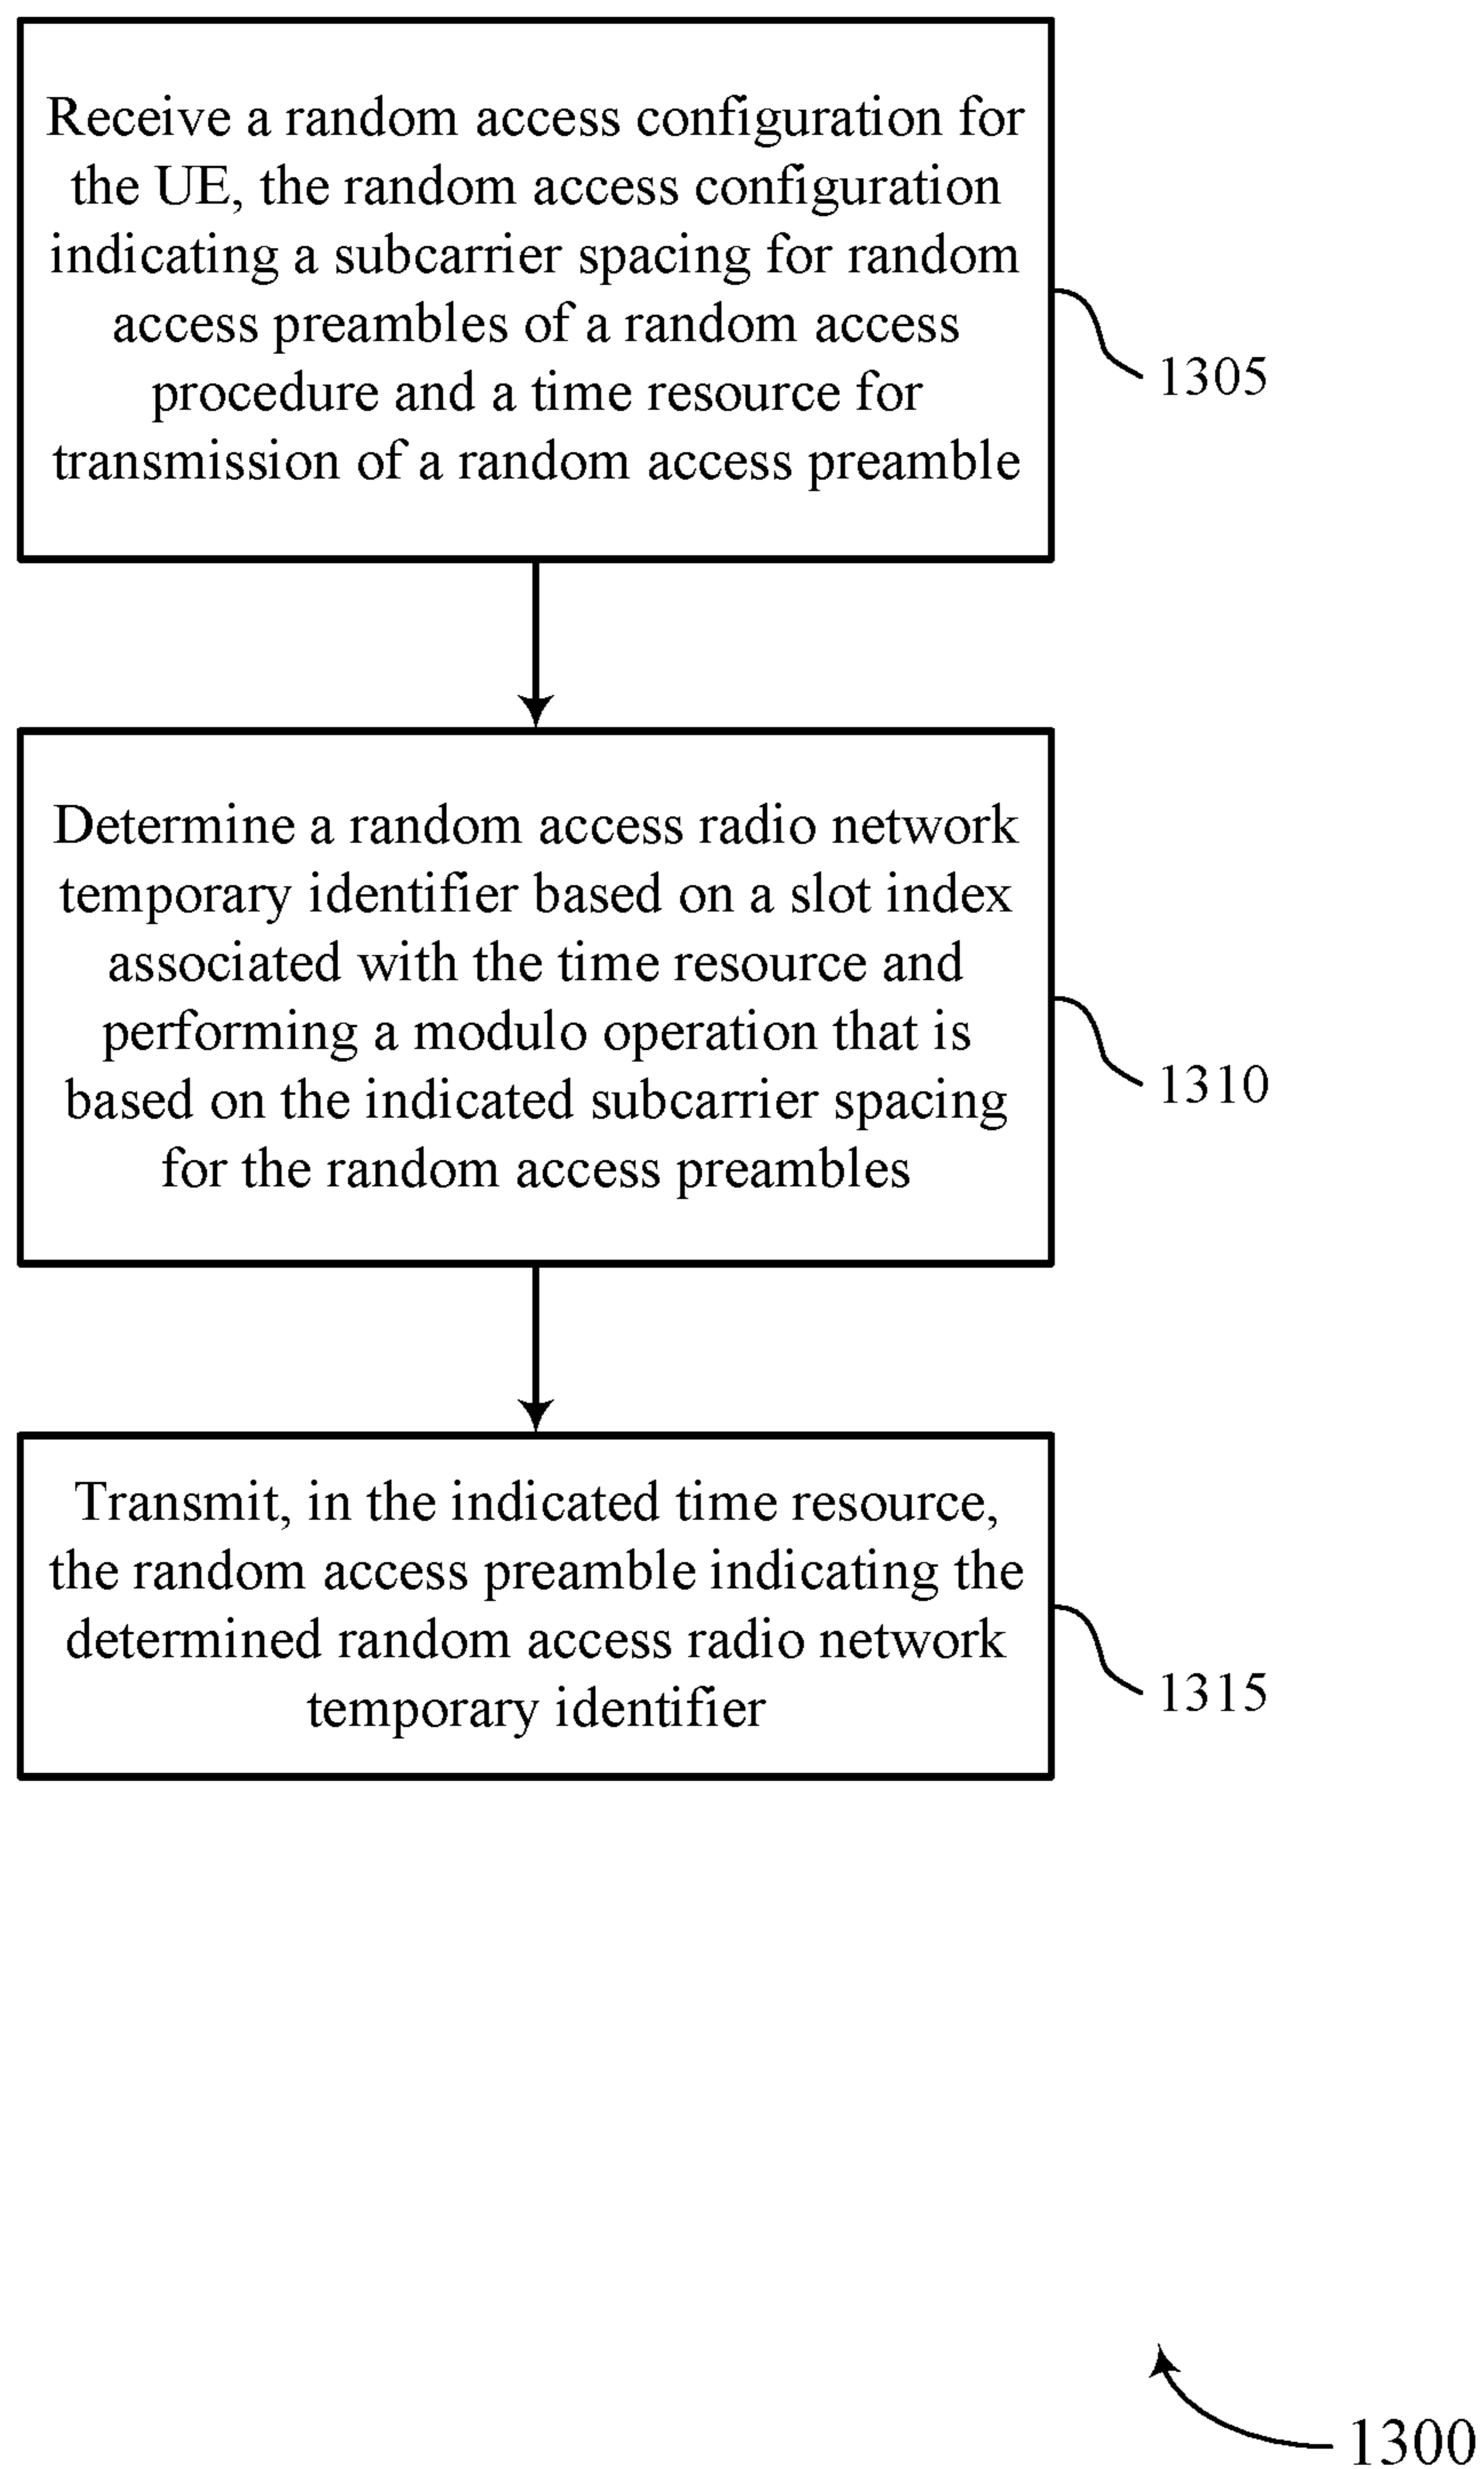 Receive a random access configuration for
the UE, the random access configuration
indicating a subcarrier spacing for random
access preambles of a random access
procedure and a time resource for
transmission of a random access preamble
1305
Determine a random access radio network
temporary identifier based on a slot index
associated with the time resource and
performing a modulo operation that is
based on the indicated subcarrier spacing
for the random access preambles
1310
Transmit, in the indicated time resource,
the random access preamble indicating the
determined random access radio network
temporary identifier
1315
1300